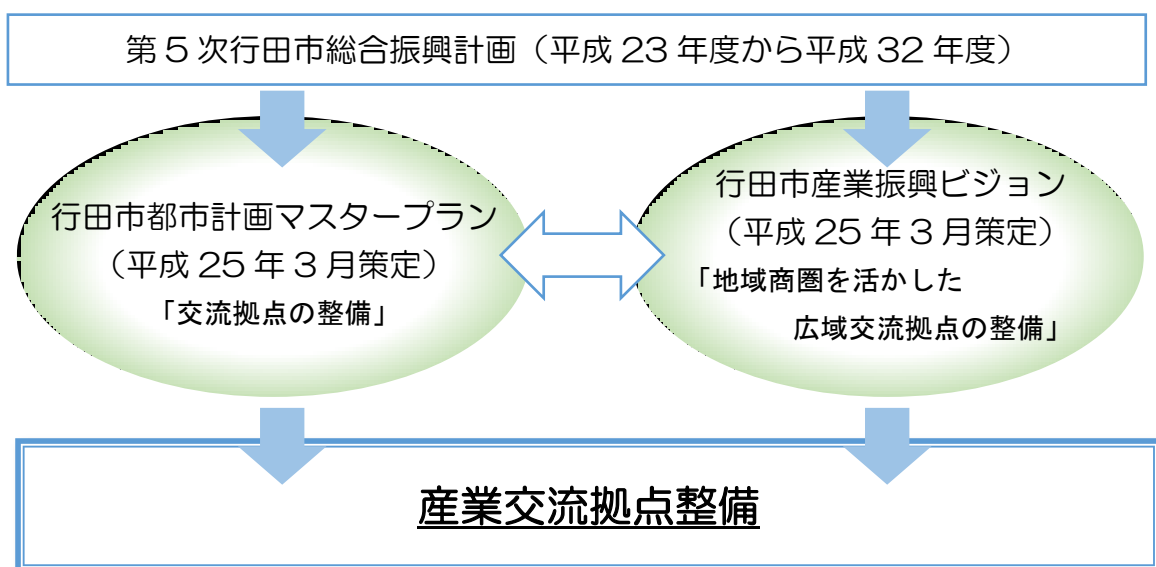 第5次行田市総合振興計画（平成23年度から平成32年度）
行田市都市計画マスタープラン
（平成25年3月策定）
「交流拠点の整備」
行田市産業振興ビジョン
（平成25年3月策定）
「地域商圏を活かした
広域交流拠点の整備」
産業交流拠点整備